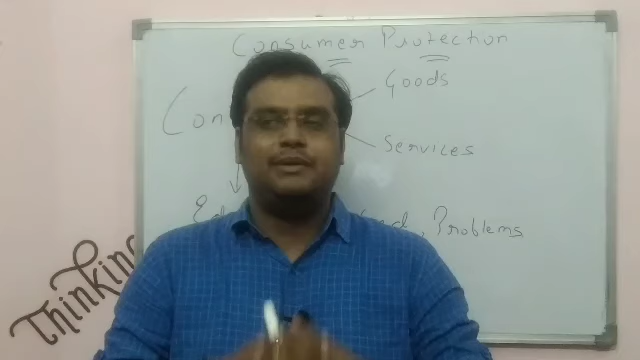 Consumer Protection
Goods
Con
Services
Problems
Thinking